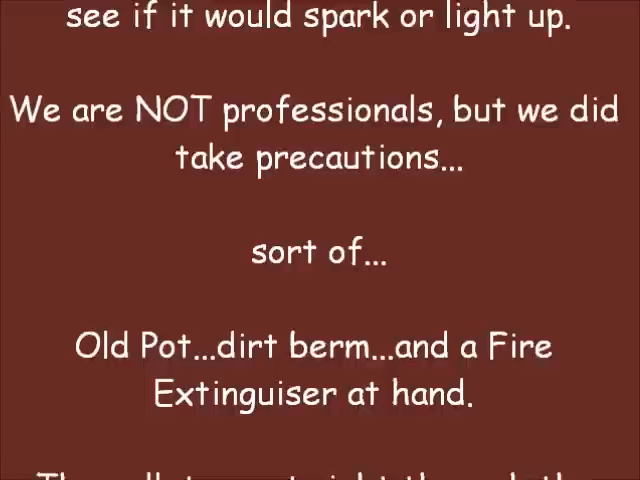 see if it would spark or light up.
We are NOT professionals, but we did
take precautions...
sort of...
Old Pot...dirt berm...and a Fire
Extinguiser at hand.